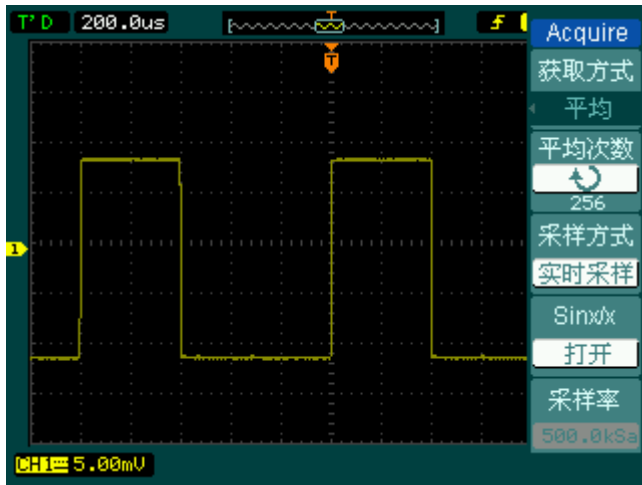 T'D 200.0us
T
1
Acquire
获取方式
平均
平均次数
256
采样方式
实时采样
Sinx/x
打开
采样率
500.0kSa
CH1 5.00mV